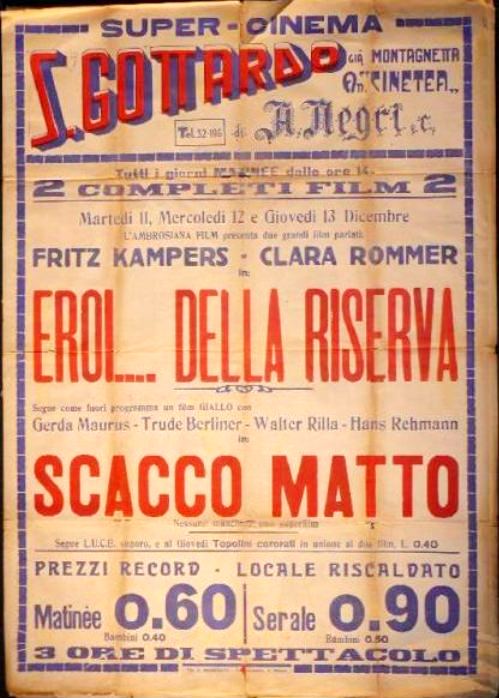 SUPER-CINEMA
S. GOTTARDO
GIÀ MONTAGNETTA
An. "CINETEA"
Tel. 32-196 di A. Negri & C.
Tutti i giorni MATINÉE dalle ore 14
2 COMPLETI FILM 2
Martedì 11, Mercoledì 12 e Giovedì 13 Dicembre
L'AMBROSIANA FILM presenta due grandi film parlati:
FRITZ KAMPERS - CLARA ROMMER
in:
EROI.... DELLA RISERVA
Segue come fuori programma un film GIALLO con
Gerda Maurus - Trude Berliner - Walter Rilla - Hans Rehmann
in:
SCACCO MATTO
Segue L.U.C.E. sonoro, e al Giovedì Topolini colorati in unione ai due film, L. 0.40
PREZZI RECORD - LOCALE RISCALDATO
Matinée 0.60 Serale 0.90
Bambini 0.40 Bambini 0.50
3 ORE DI SPETTACOLO